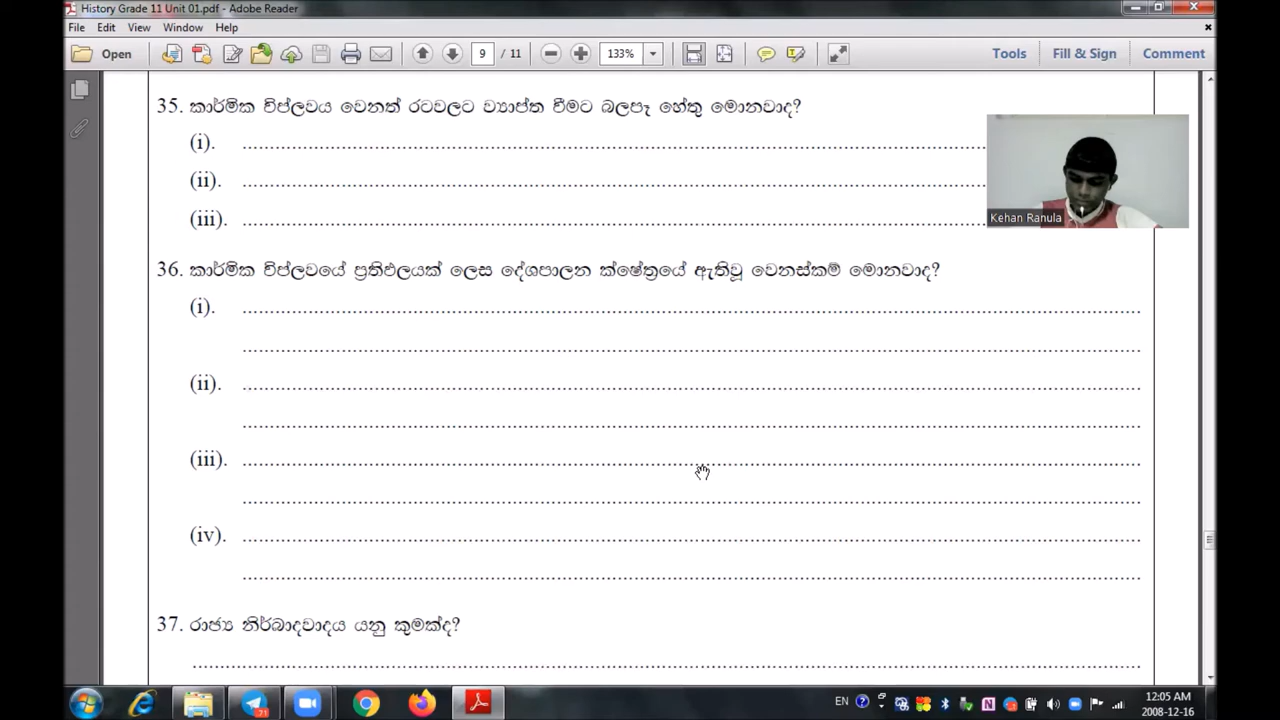 History Grade 11 Unit 01.pdf - Adobe Reader
File Edit View Window Help
Open 9 / 11 133% Tools Fill & Sign Comment
35. කාර්මික විප්ලවය වෙනත් රටවලට ව්‍යාප්ත වීමට බලපෑ හේතු මොනවාද?
(i). ........................................................................
(ii). ........................................................................
(iii). ........................................................................
Kehan Ranula
36. කාර්මික විප්ලවයේ ප්‍රතිඵලයක් ලෙස දේශපාලන ක්ෂේත්‍රයේ ඇතිවූ වෙනස්කම් මොනවාද?
(i). ........................................................................
........................................................................
(ii). ........................................................................
........................................................................
(iii). ........................................................................
........................................................................
(iv). ........................................................................
........................................................................
37. රාජ්‍ය නිර්බාදවාදය යනු කුමක්ද?
........................................................................
EN 12:05 AM
2008-12-16